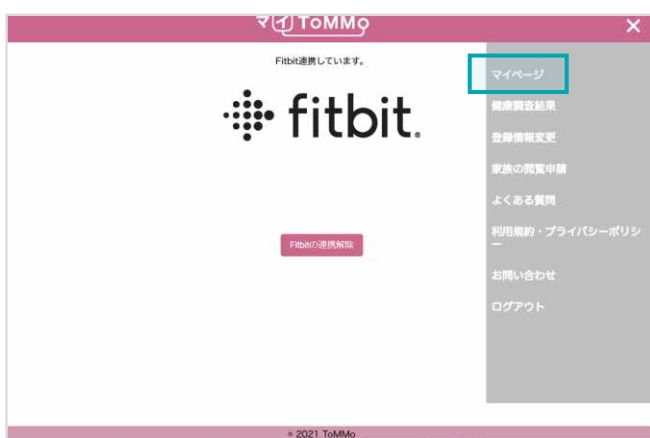 マイToMMo
×
Fitbit連携しています。
fitbit.
Fitbitの連携解除
マイページ
健康調査結果
登録情報変更
家族の閲覧申請
よくある質問
利用規約・プライバシーポリシ
ー
お問い合わせ
ログアウト
© 2021 ToMMo